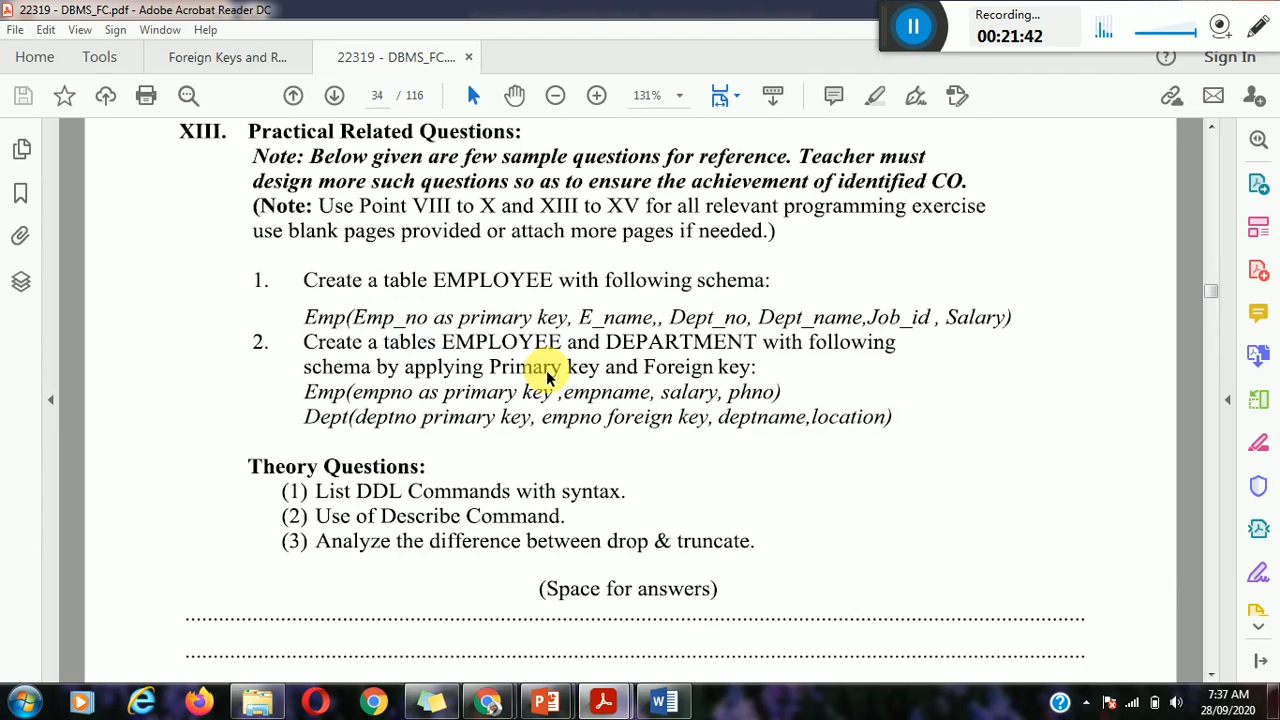 22319 - DBMS_FC.pdf - Adobe Acrobat Reader DC
File Edit View Sign Window Help
Recording...
00:21:42
Home Tools Foreign Keys and R... 22319 - DBMS_FC.... × Sign In
34 / 116 131%
XIII. Practical Related Questions:
Note: Below given are few sample questions for reference. Teacher must
design more such questions so as to ensure the achievement of identified CO.
(Note: Use Point VIII to X and XIII to XV for all relevant programming exercise
use blank pages provided or attach more pages if needed.)
1. Create a table EMPLOYEE with following schema:
Emp(Emp_no as primary key, E_name,, Dept_no, Dept_name,Job_id , Salary)
2. Create a tables EMPLOYEE and DEPARTMENT with following
schema by applying Primary key and Foreign key:
Emp(empno as primary key ,empname, salary, phno)
Dept(deptno primary key, empno foreign key, deptname,location)
Theory Questions:
(1) List DDL Commands with syntax.
(2) Use of Describe Command.
(3) Analyze the difference between drop & truncate.
(Space for answers)
7:37 AM
28/09/2020